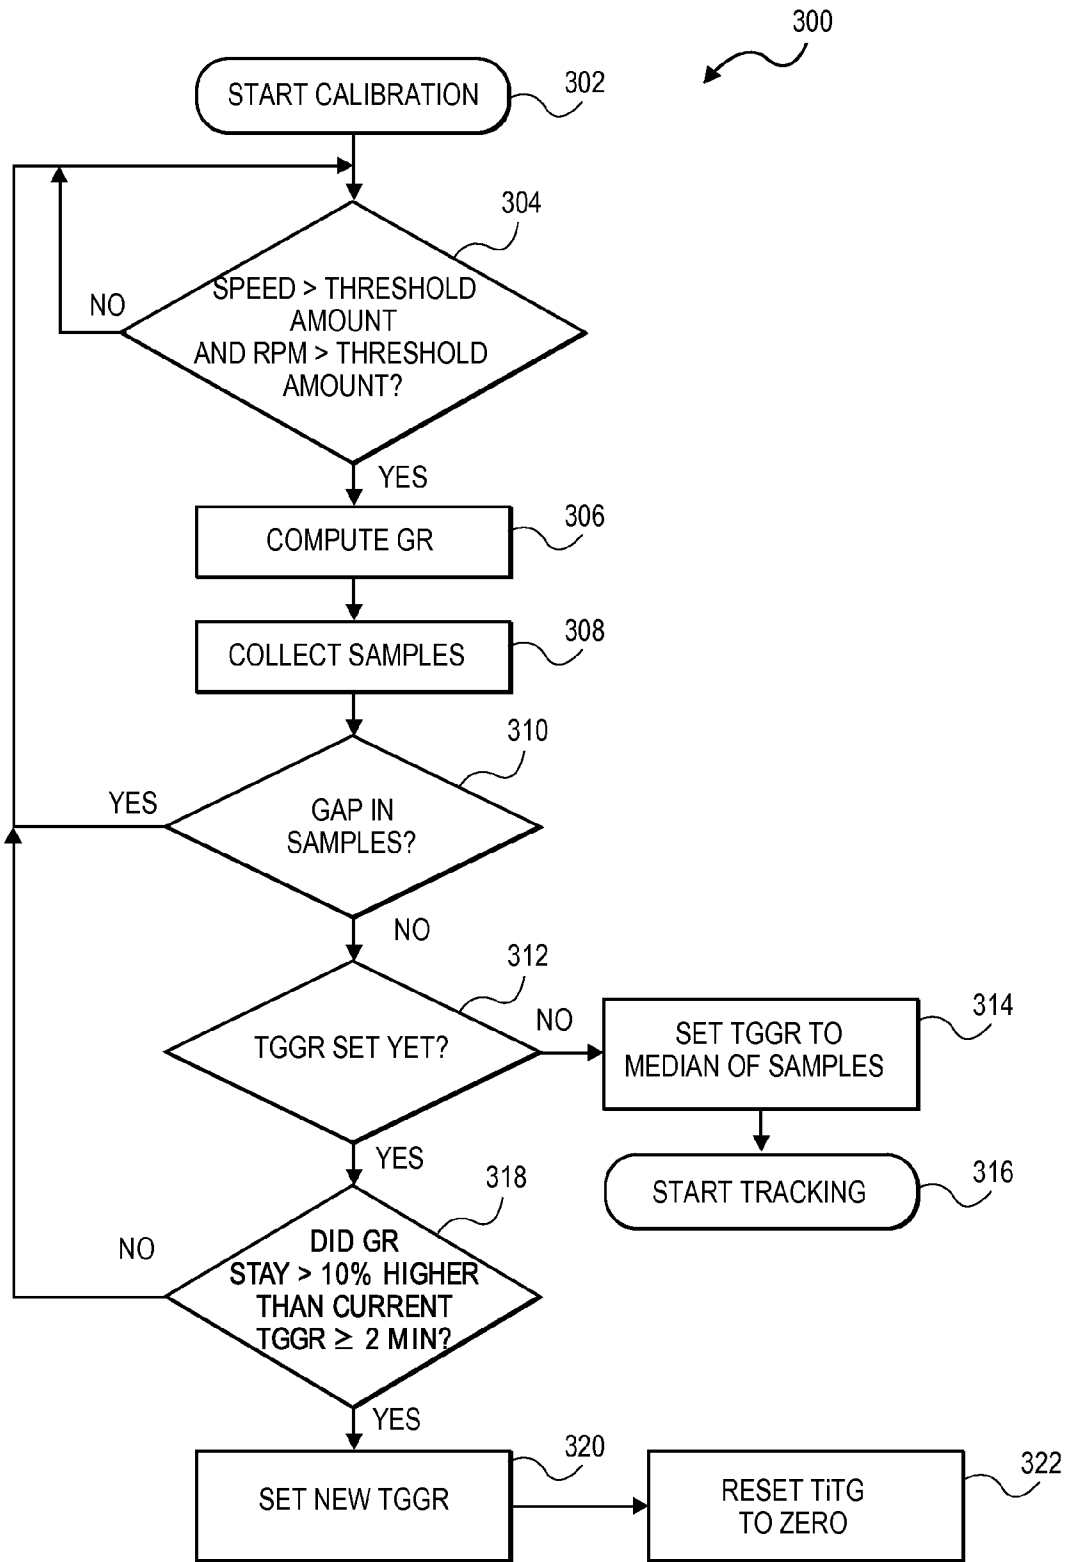 300
START CALIBRATION
302
304
SPEED > THRESHOLD
AMOUNT
AND RPM > THRESHOLD
AMOUNT?
NO
YES
COMPUTE GR
306
COLLECT SAMPLES
308
310
GAP IN
SAMPLES?
YES
NO
312
TGGR SET YET?
NO
SET TGGR TO
MEDIAN OF SAMPLES
314
START TRACKING
316
YES
318
DID GR
STAY > 10% HIGHER
THAN CURRENT
TGGR ≥ 2 MIN?
NO
YES
SET NEW TGGR
320
RESET TiTG
TO ZERO
322